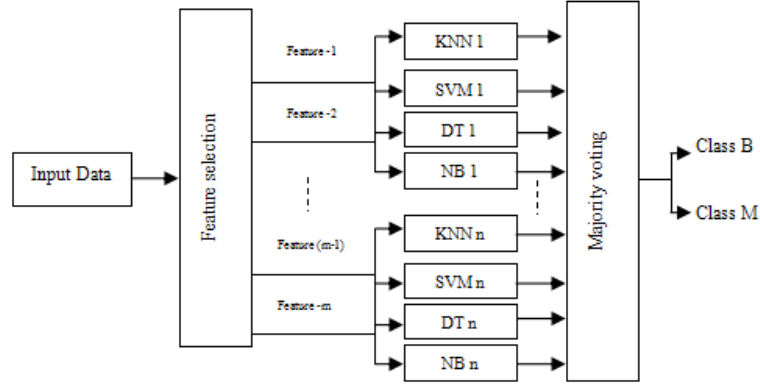 Input Data
Feature selection
Feature -1
Feature -2
Feature (m-1)
Feature -m
KNN 1
SVM 1
DT 1
NB 1
KNN n
SVM n
DT n
NB n
Majority voting
Class B
Class M